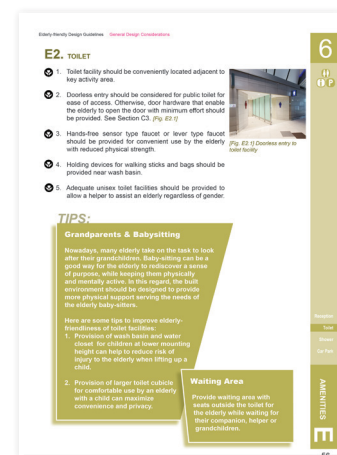 Elderly-friendly Design Guidelines General Design Considerations
6
E2. TOILET
1. Toilet facility should be conveniently located adjacent to
key activity area.
2. Doorless entry should be considered for public toilet for
ease of access. Otherwise, door hardware that enable
the elderly to open the door with minimum effort should
be provided. See Section C3. [Fig. E2.1]
3. Hands-free sensor type faucet or lever type faucet
should be provided for convenient use by the elderly
with reduced physical strength.
[Fig. E2.1] Doorless entry to
toilet facility
4. Holding devices for walking sticks and bags should be
provided near wash basin.
5. Adequate unisex toilet facilities should be provided to
allow a helper to assist an elderly regardless of gender.
TIPS:
Grandparents & Babysitting
Nowadays, many elderly take on the task to look
after their grandchildren. Baby-sitting can be a
good way for the elderly to rediscover a sense
of purpose, while keeping them physically
and mentally active. In this regard, the built
environment should be designed to provide
more physical support serving the needs of
the elderly baby-sitters.
Here are some tips to improve elderly-
friendliness of toilet facilities:
1. Provision of wash basin and water
closet for children at lower mounting
height can help to reduce risk of
injury to the elderly when lifting up a
child.
2. Provision of larger toilet cubicle
for comfortable use by an elderly
with a child can maximize
convenience and privacy.
Waiting Area
Provide waiting area with
seats outside the toilet for
the elderly while waiting for
their companion, helper or
grandchildren.
P
Reception
Toilet
Shower
Car Park
AMENITIES
E